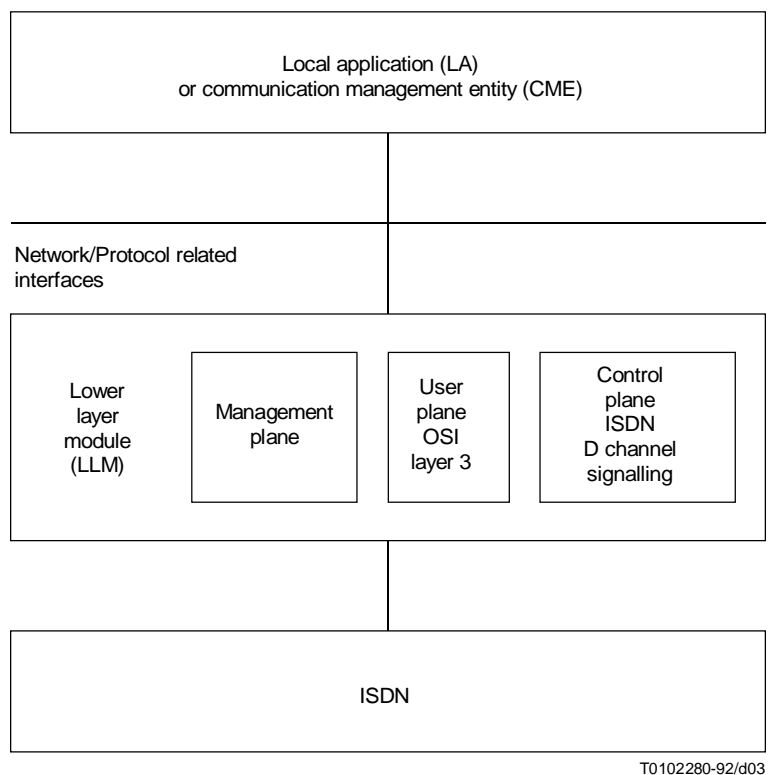 Local application (LA)
or communication management entity (CME)
Network/Protocol related
interfaces
Lower
layer
module
(LLM)
Management
plane
User
plane
OSI
layer 3
Control
plane
ISDN
D channel
signalling
ISDN
T0102280-92/d03